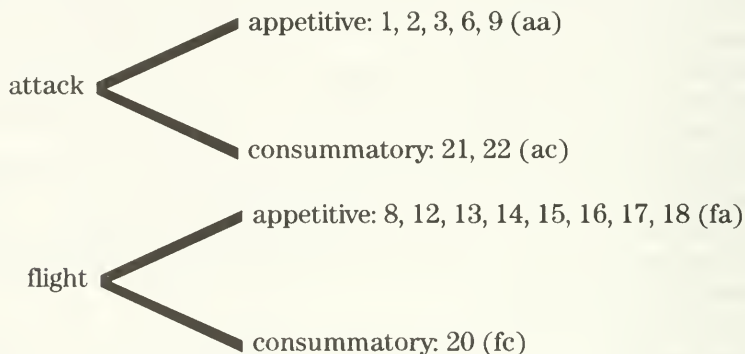 appetitive: 1, 2, 3, 6, 9 (aa)
attack
consummatory: 21, 22 (ac)
appetitive: 8, 12, 13, 14, 15, 16, 17, 18 (fa)
flight
consummatory: 20 (fc)